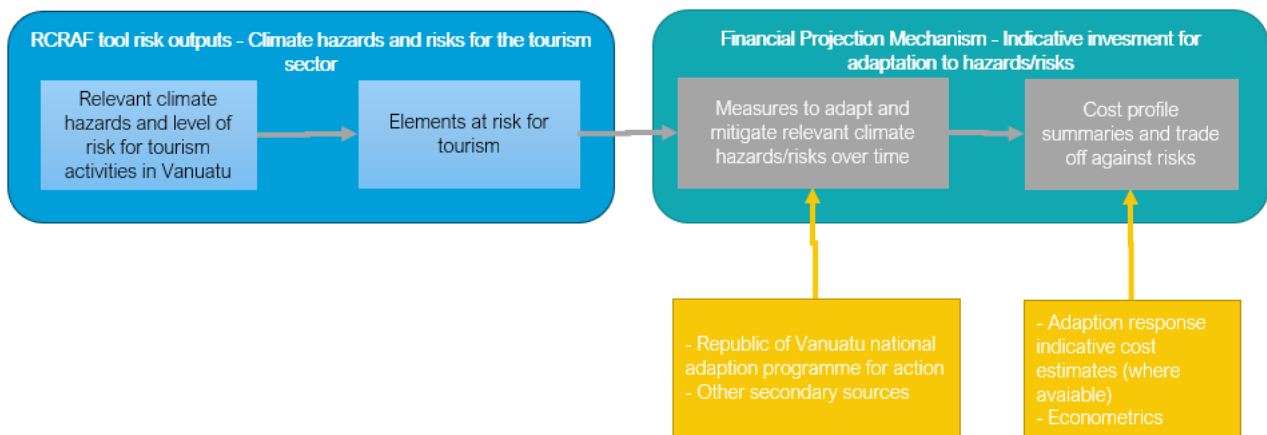 RCRAF tool risk outputs - Climate hazards and risks for the tourism
sector
Relevant climate
hazards and level of
risk for tourism
activities in Vanuatu
Elements at risk for
tourism
Financial Projection Mechanism - Indicative invesment for
adaptation to hazards/risks
Measures to adapt and
mitigate relevant climate
hazards/risks over time
Cost profile
summaries and trade
off against risks
- Republic of Vanuatu national
adaption programme for action
- Other secondary sources
- Adaption response
indicative cost
estimates (where
avaiable)
- Econometrics